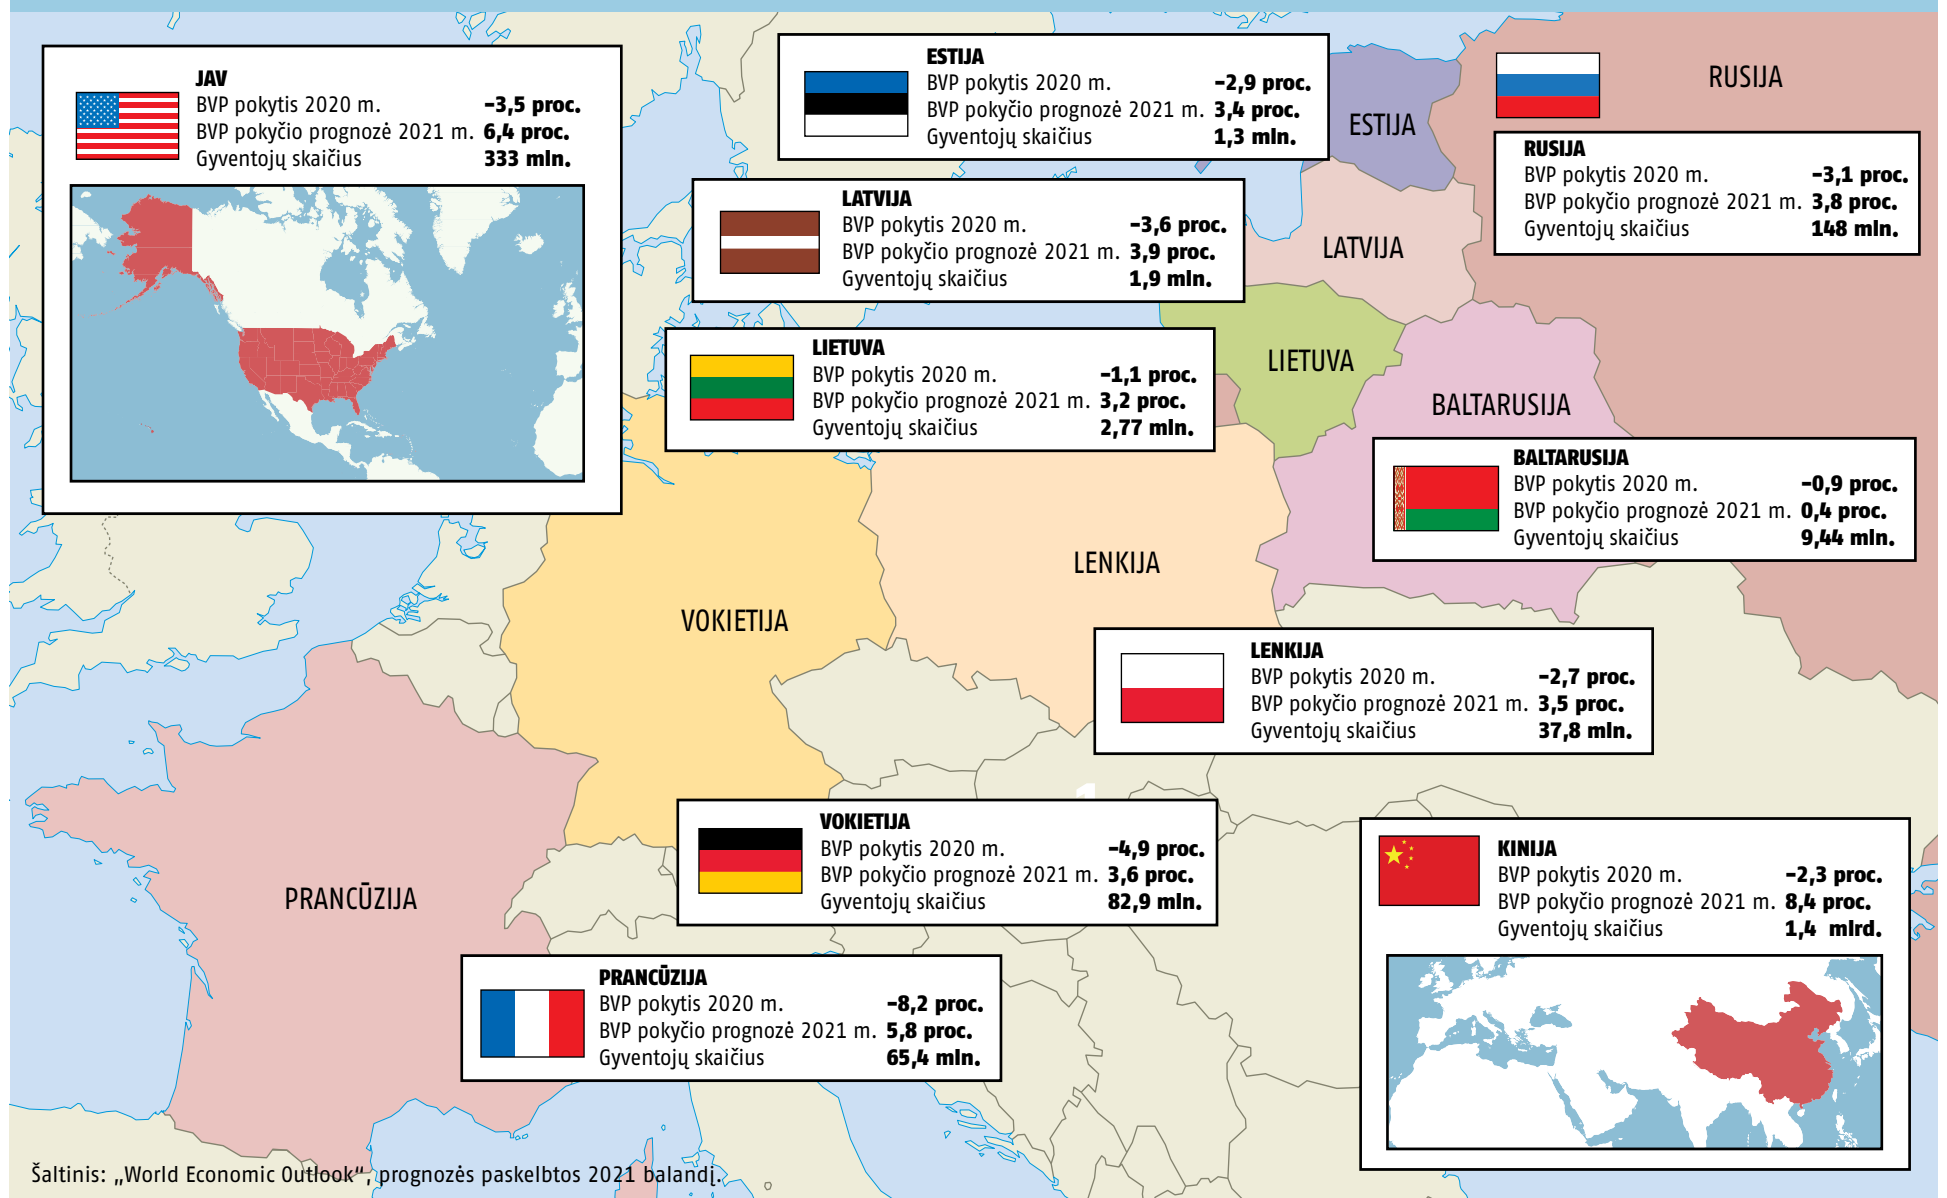 JAV
BVP pokytis 2020 m. –3,5 proc.
BVP pokyčio prognozė 2021 m. 6,4 proc.
Gyventojų skaičius 333 mln.
ESTIJA
BVP pokytis 2020 m. –2,9 proc.
BVP pokyčio prognozė 2021 m. 3,4 proc.
Gyventojų skaičius 1,3 mln.
ESTIJA
RUSIJA
RUSIJA
BVP pokytis 2020 m. –3,1 proc.
BVP pokyčio prognozė 2021 m. 3,8 proc.
Gyventojų skaičius 148 mln.
LATVIJA
BVP pokytis 2020 m. –3,6 proc.
BVP pokyčio prognozė 2021 m. 3,9 proc.
Gyventojų skaičius 1,9 mln.
LATVIJA
LIETUVA
BVP pokytis 2020 m. –1,1 proc.
BVP pokyčio prognozė 2021 m. 3,2 proc.
Gyventojų skaičius 2,77 mln.
LIETUVA
BALTARUSIJA
BALTARUSIJA
BVP pokytis 2020 m. –0,9 proc.
BVP pokyčio prognozė 2021 m. 0,4 proc.
Gyventojų skaičius 9,44 mln.
LENKIJA
VOKIETIJA
LENKIJA
BVP pokytis 2020 m. –2,7 proc.
BVP pokyčio prognozė 2021 m. 3,5 proc.
Gyventojų skaičius 37,8 mln.
1
VOKIETIJA
BVP pokytis 2020 m. –4,9 proc.
BVP pokyčio prognozė 2021 m. 3,6 proc.
Gyventojų skaičius 82,9 mln.
KINIJA
BVP pokytis 2020 m. –2,3 proc.
BVP pokyčio prognozė 2021 m. 8,4 proc.
Gyventojų skaičius 1,4 mlrd.
PRANCŪZIJA
PRANCŪZIJA
BVP pokytis 2020 m. –8,2 proc.
BVP pokyčio prognozė 2021 m. 5,8 proc.
Gyventojų skaičius 65,4 mln.
Šaltinis: „World Economic Outlook“, prognozės paskelbtos 2021 balandį.